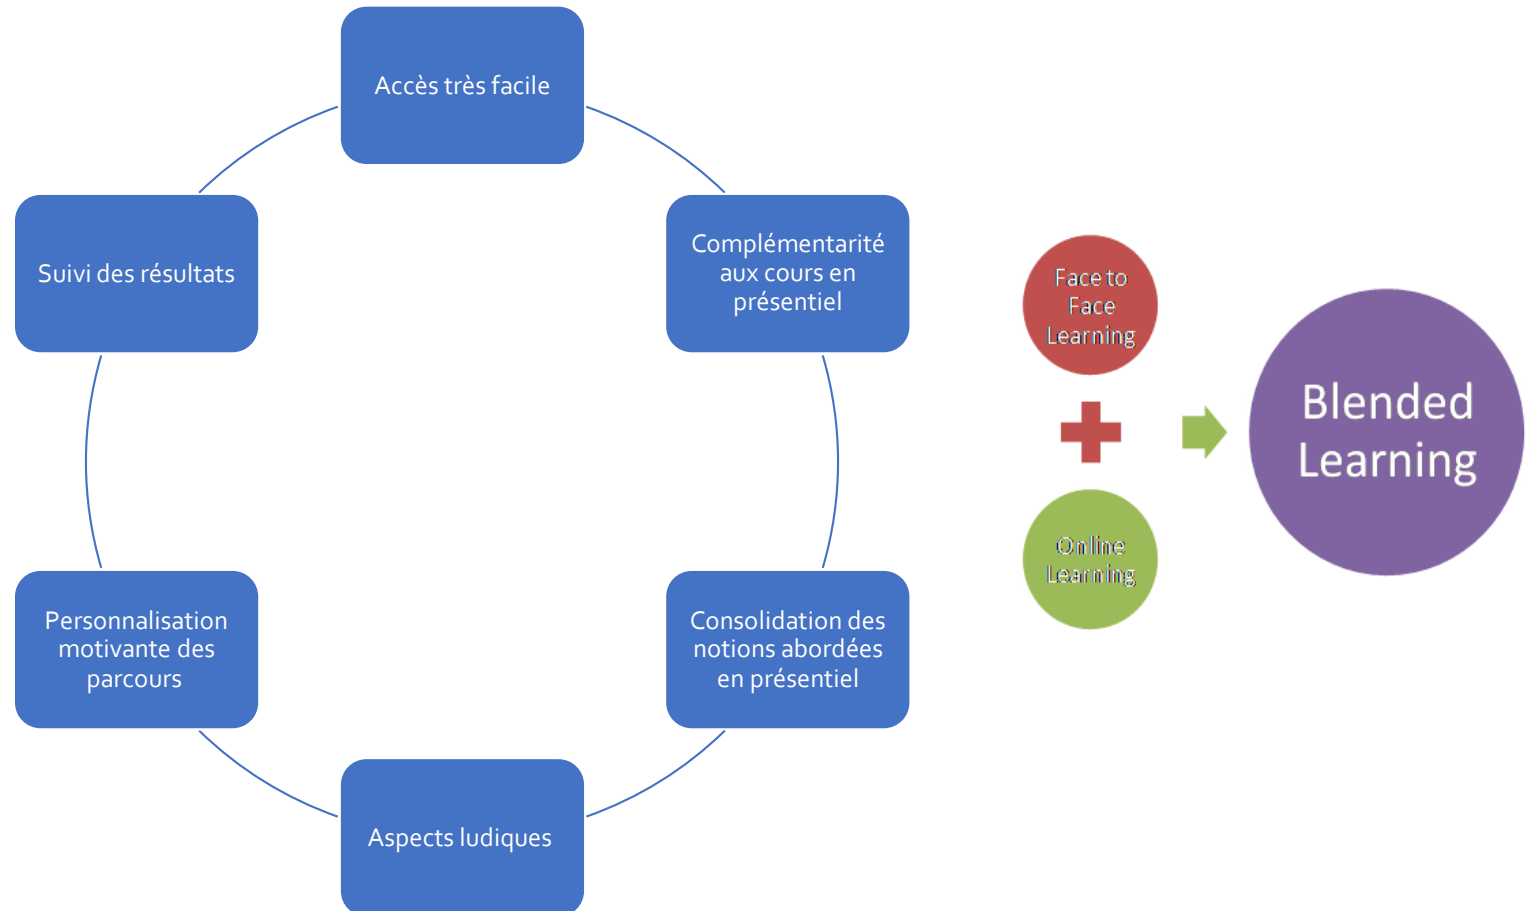 Accès très facile
Complémentarité
aux cours en
présentiel
Consolidation des
notions abordées
en présentiel
Aspects ludiques
Personnalisation
motivante des
parcours
Suivi des résultats
Face to
Face
Learning
Online
Learning
Blended
Learning